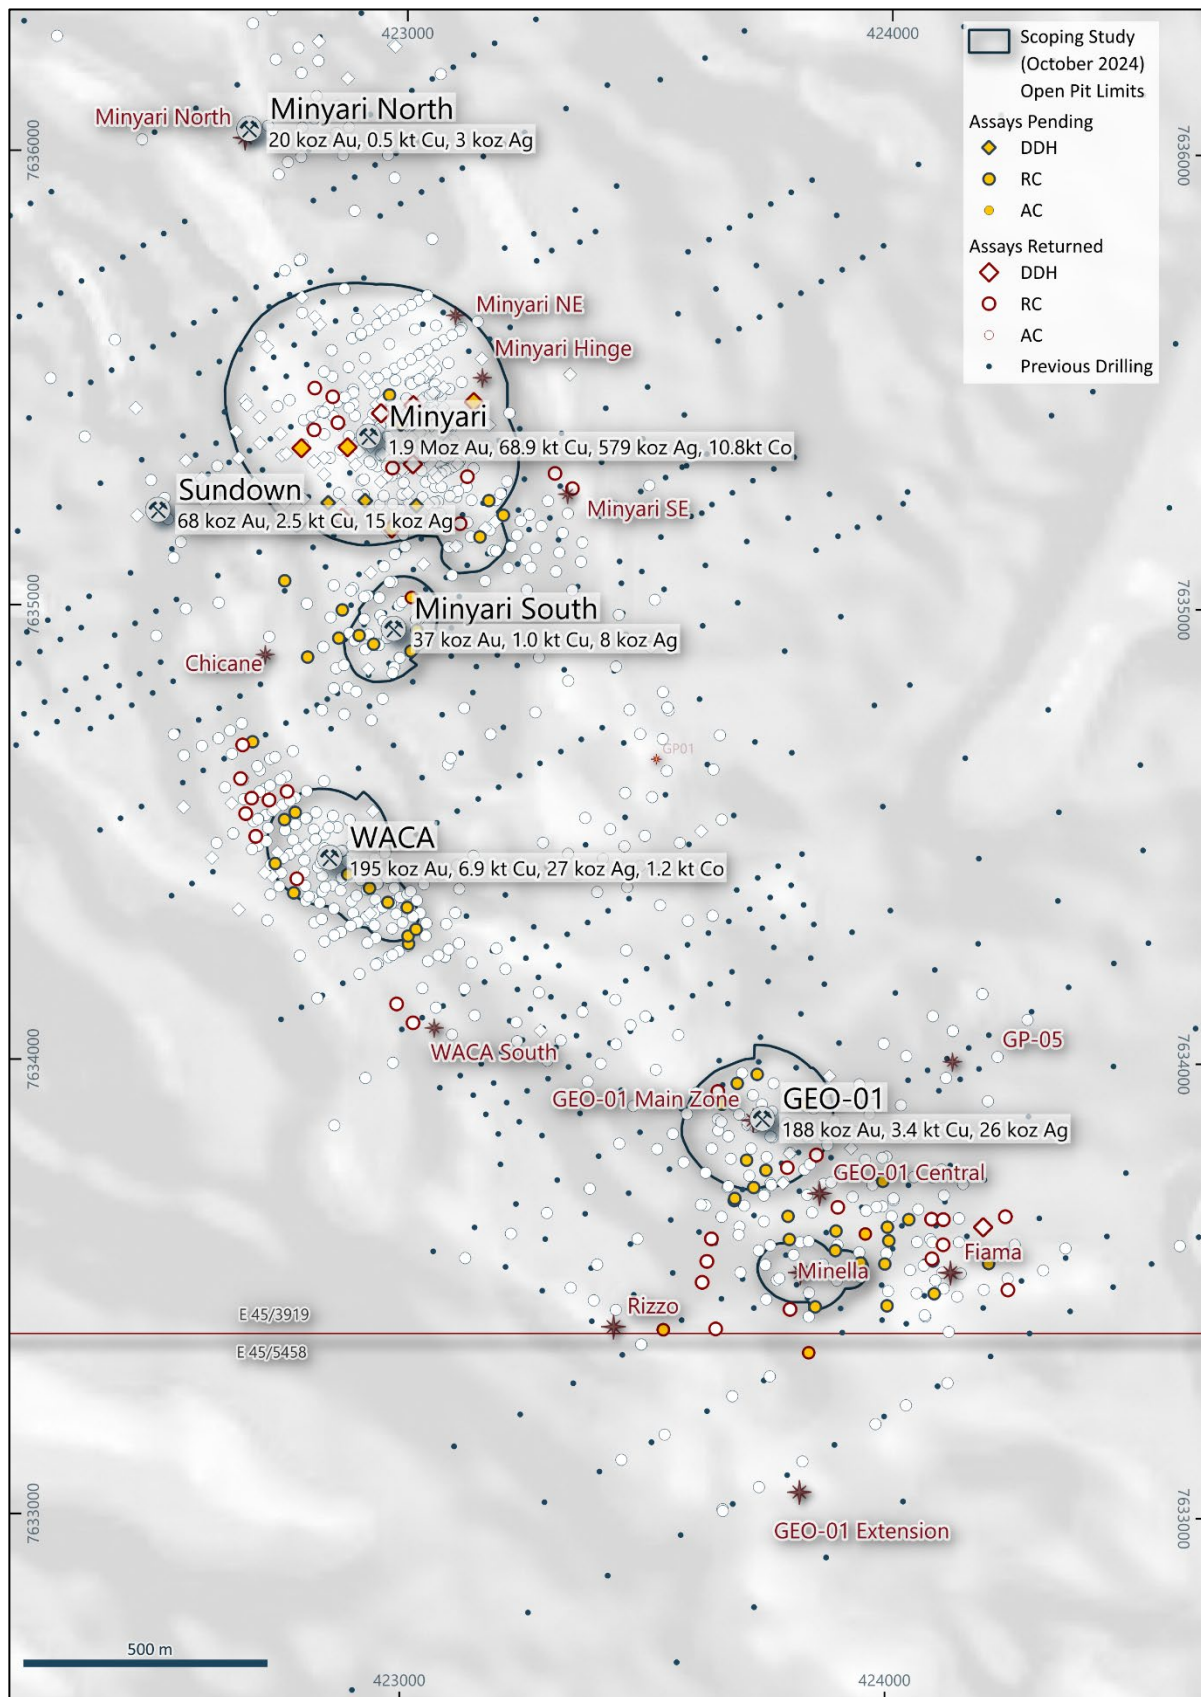 423000
424000
Scoping Study
(October 2024)
Open Pit Limits
Assays Pending
DDH
RC
AC
Assays Returned
DDH
RC
AC
Previous Drilling
Minyari North
Minyari North
20 koz Au, 0.5 kt Cu, 3 koz Ag
7636000
7636000
Minyari NE
Minyari Hinge
Minyari
1.9 Moz Au, 68.9 kt Cu, 579 koz Ag, 10.8kt Co
Sundown
68 koz Au, 2.5 kt Cu, 15 koz Ag
Minyari SE
7635000
7635000
Minyari South
37 koz Au, 1.0 kt Cu, 8 koz Ag
Chicane
GP01
WACA
195 koz Au, 6.9 kt Cu, 27 koz Ag, 1.2 kt Co
WACA South
GP-05
7634000
7634000
GEO-01 Main Zone
GEO-01
188 koz Au, 3.4 kt Cu, 26 koz Ag
GEO-01 Central
Fiama
Minella
Rizzo
E 45/3919
E 45/5458
7633000
7633000
GEO-01 Extension
500 m
423000
424000